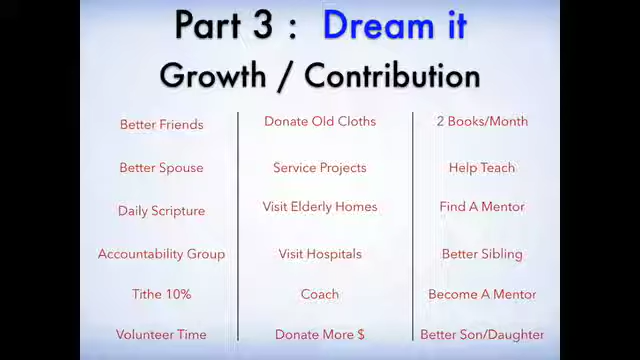 Part 3 : Dream it
Growth / Contribution
Better Friends
Donate Old Cloths
2 Books/Month
Better Spouse
Service Projects
Help Teach
Daily Scripture
Visit Elderly Homes
Find A Mentor
Accountability Group
Visit Hospitals
Better Sibling
Tithe 10%
Coach
Become A Mentor
Volunteer Time
Donate More $
Better Son/Daughter